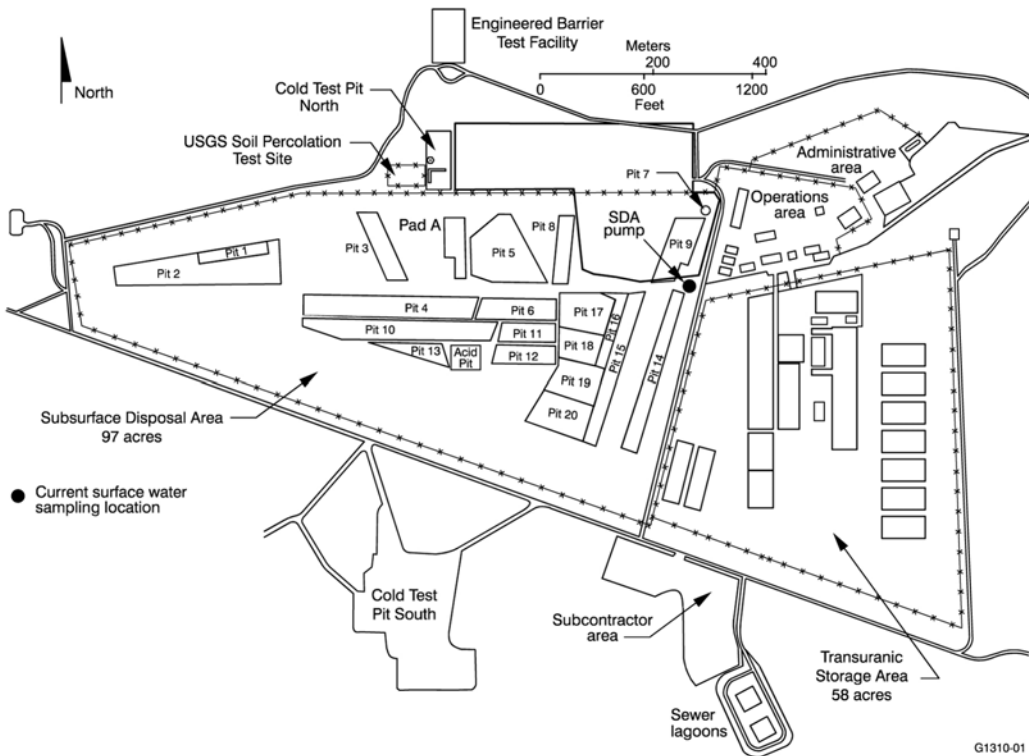 Engineered Barrier
Test Facility
Meters
200
400
0
600
1200
Feet
North
Cold Test Pit
North
USGS Soil Percolation
Test Site
Administrative
area
Pit 7
Operations
area
SDA
pump
Pit 3
Pad A
Pit 5
Pit 8
Pit 9
Pit 1
Pit 2
Pit 4
Pit 6
Pit 17
Pit 16
Pit 15
Pit 14
Pit 10
Pit 11
Pit 18
Pit 13
Acid
Pit
Pit 12
Pit 19
Pit 20
Subsurface Disposal Area
97 acres
Current surface water
sampling location
Cold Test
Pit South
Subcontractor
area
Transuranic
Storage Area
58 acres
Sewer
lagoons
G1310-01